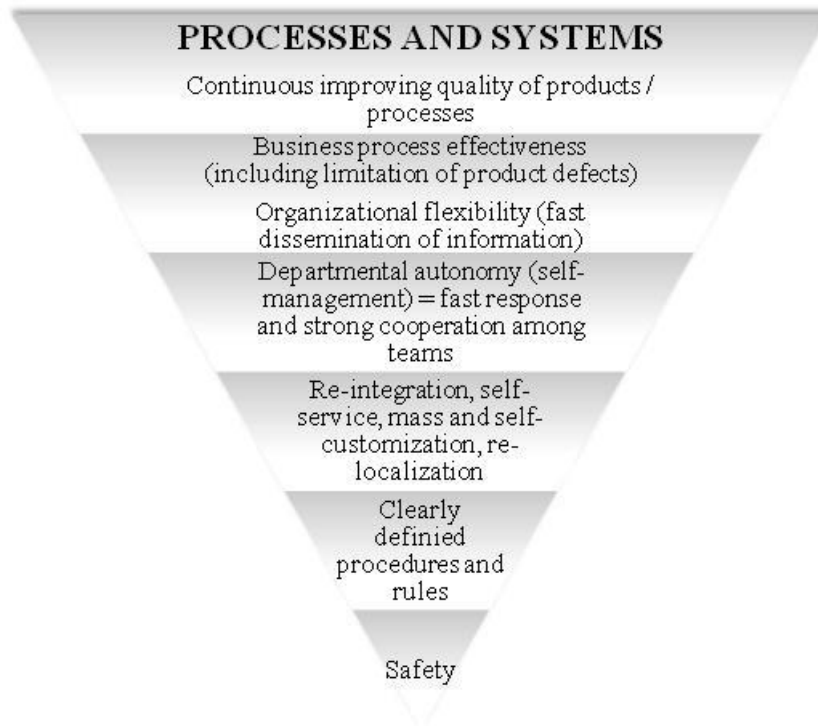 PROCESSES AND SYSTEMS
Continuous improving quality of products /
processes
Business process effectiveness
(including limitation of product defects)
Organizational flexibility (fast
dissemination of information)
Departmental autonomy (self-
management) = fast response
and strong cooperation among
teams
Re-integration, self-
service, mass and self-
customization, re-
localization
Clearly
definied
procedures and
rules
Safety